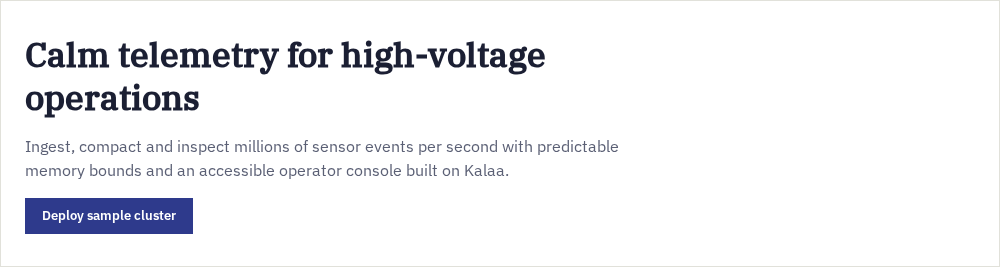 Calm telemetry for high-voltage
operations
Ingest, compact and inspect millions of sensor events per second with predictable
memory bounds and an accessible operator console built on Kalaa.
Deploy sample cluster